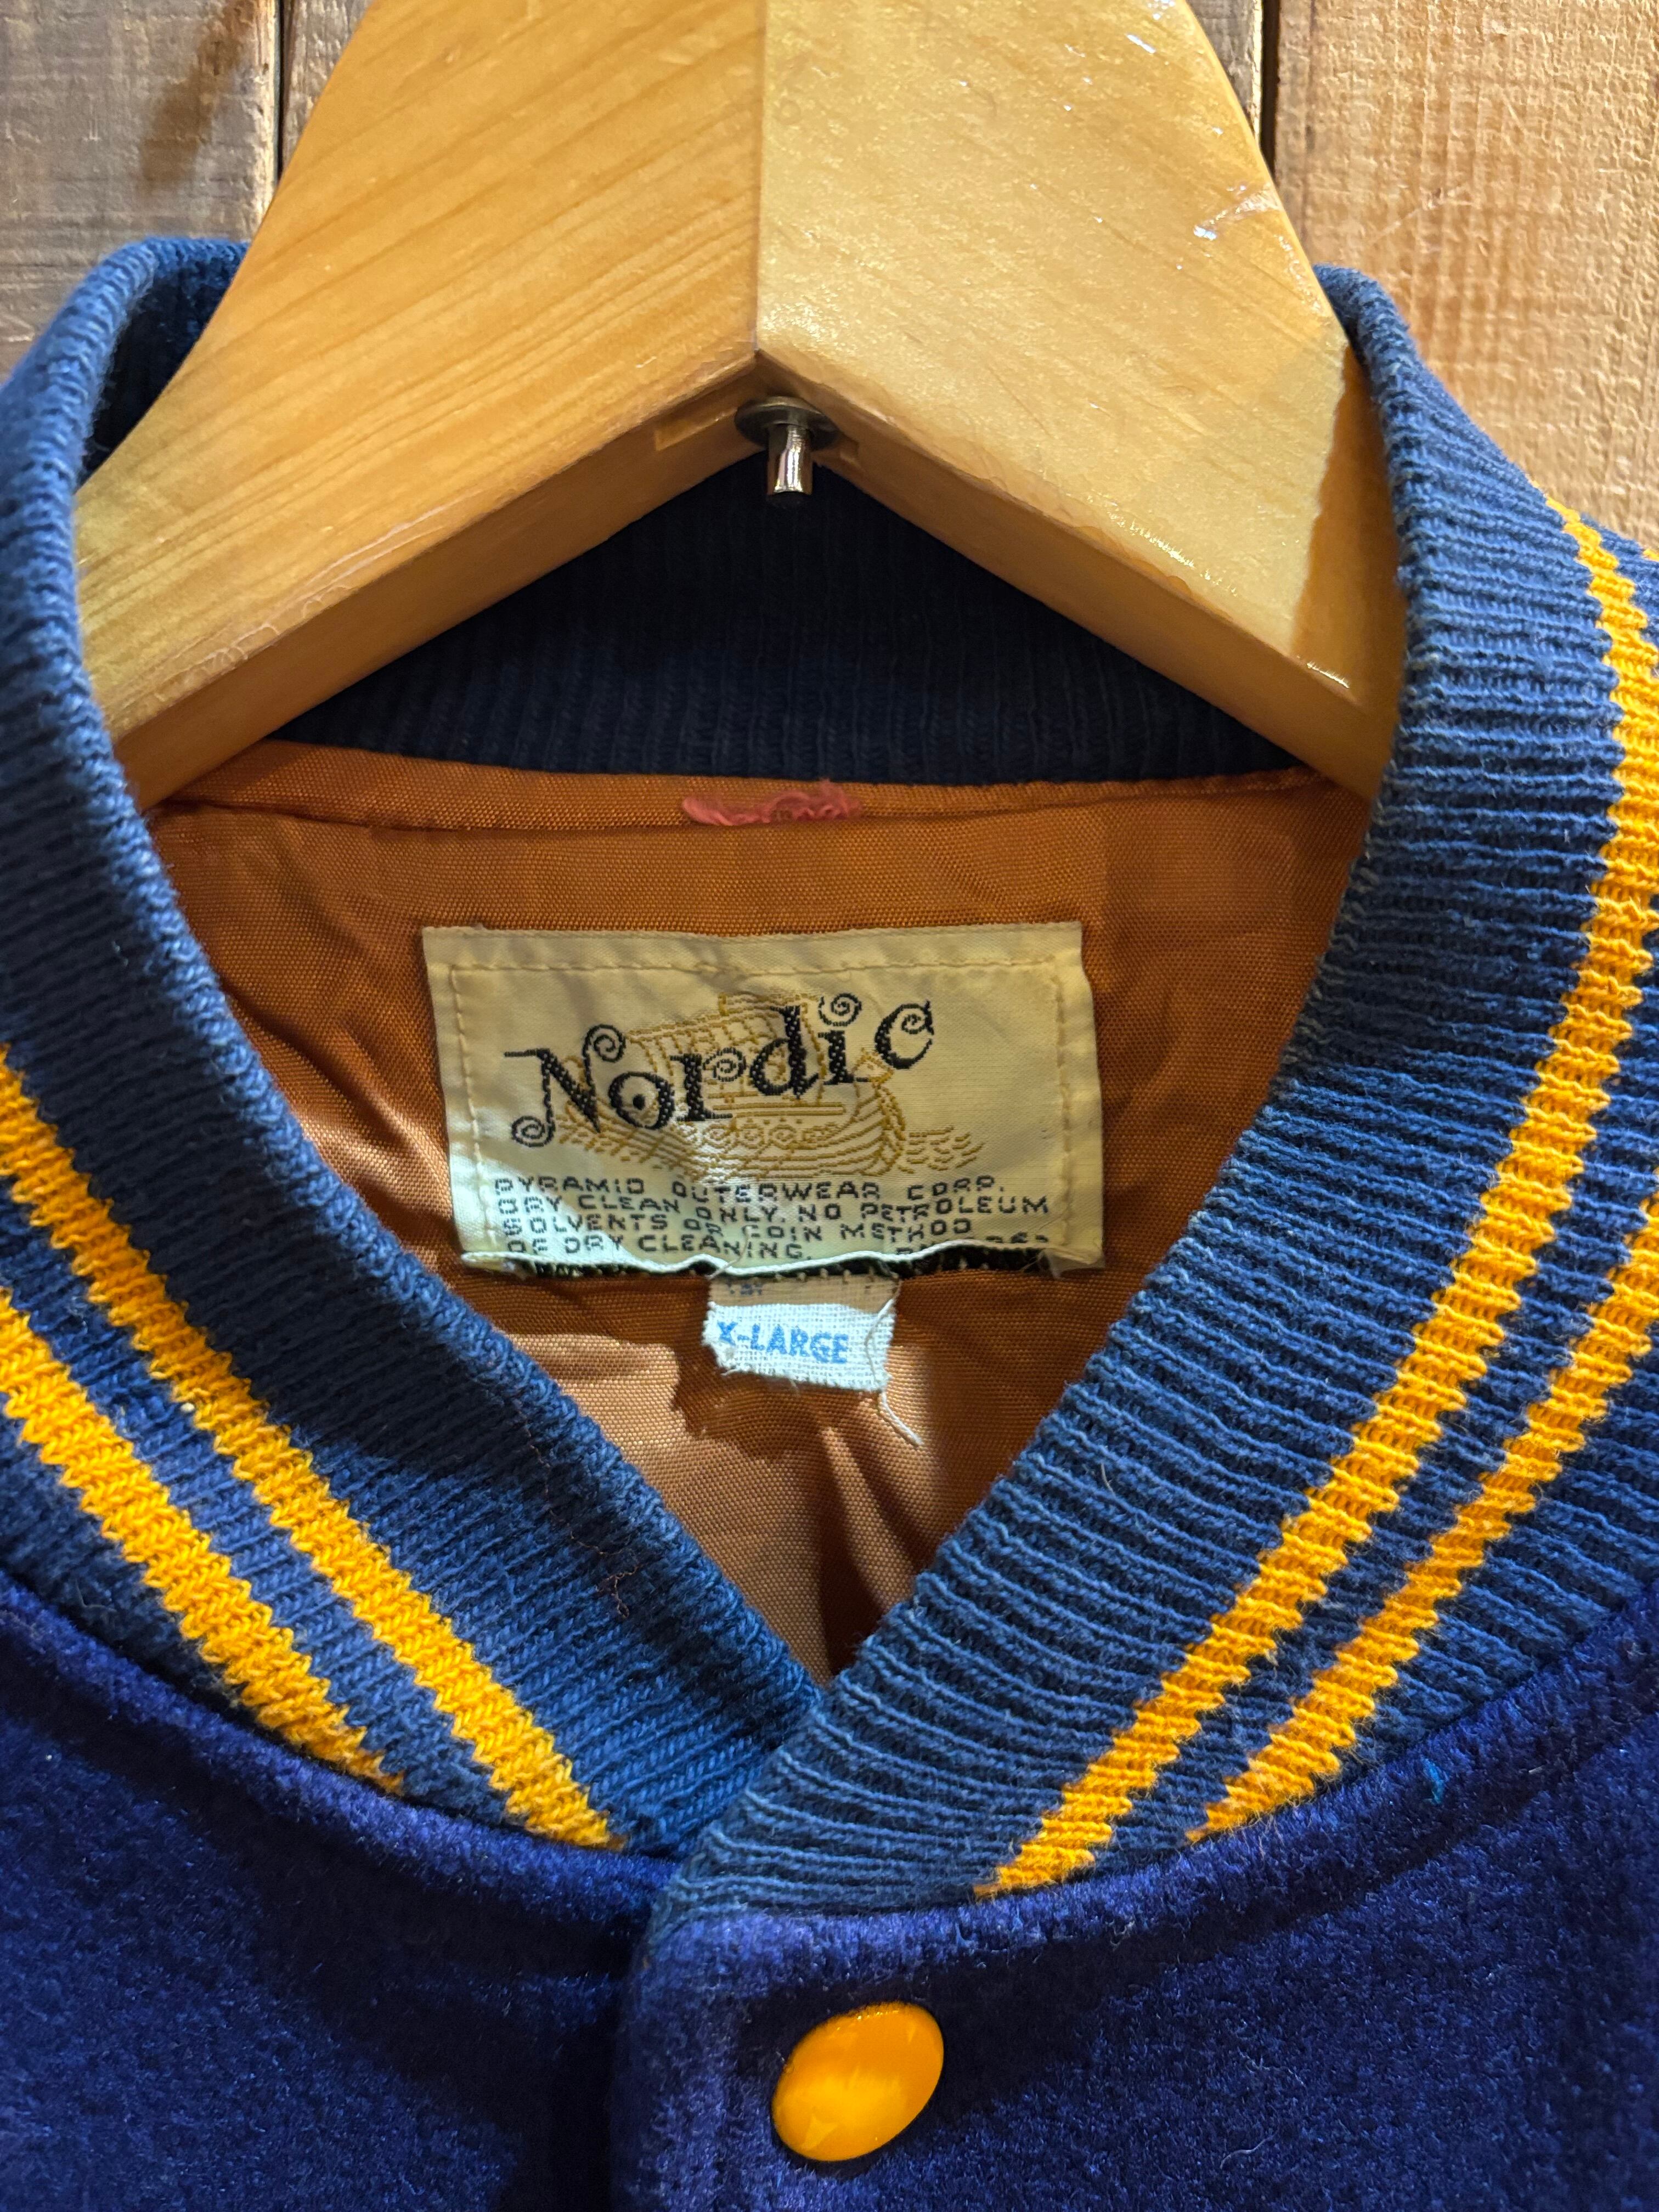 Nordic
PYRAMID OUTERWEAR CORP.
DRY CLEAN ONLY. NO PETROLEUM
SOLVENTS OR COIN METHOD
OF DRY CLEANING.
X-LARGE